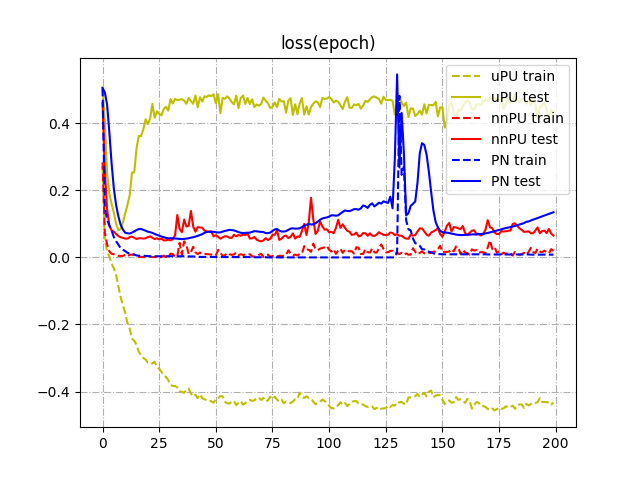 loss(epoch)
uPU train
uPU test
nnPU train
nnPU test
PN train
PN test
0.4
0.2
0.0
−0.2
−0.4
0 25 50 75 100 125 150 175 200